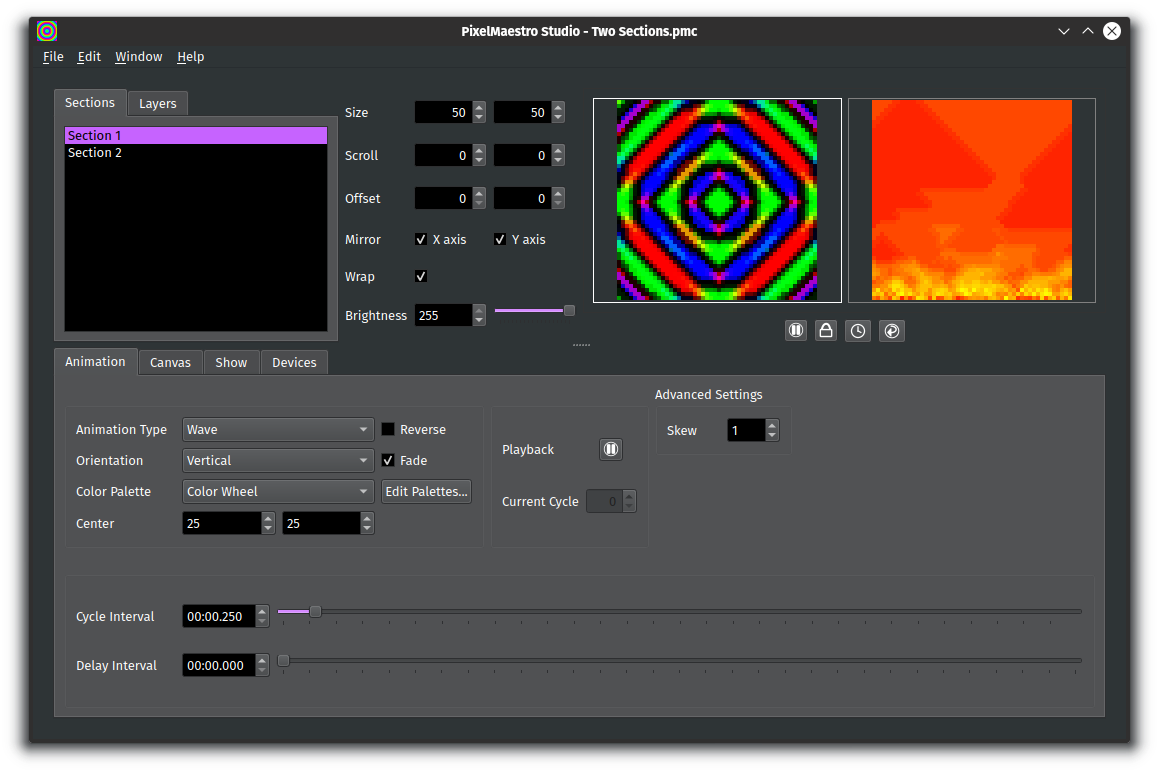 PixelMaestro Studio - Two Sections.pmc
File Edit Window Help
Sections Layers
Section 1
Section 2
Size 50 50
Scroll 0 0
Offset 0 0
Mirror X axis Y axis
Wrap
Brightness 255
Animation Canvas Show Devices
Advanced Settings
Animation Type Wave Reverse
Skew 1
Playback
Orientation Vertical Fade
Color Palette Color Wheel Edit Palettes...
Current Cycle 0
Center 25 25
Cycle Interval 00:00.250
Delay Interval 00:00.000